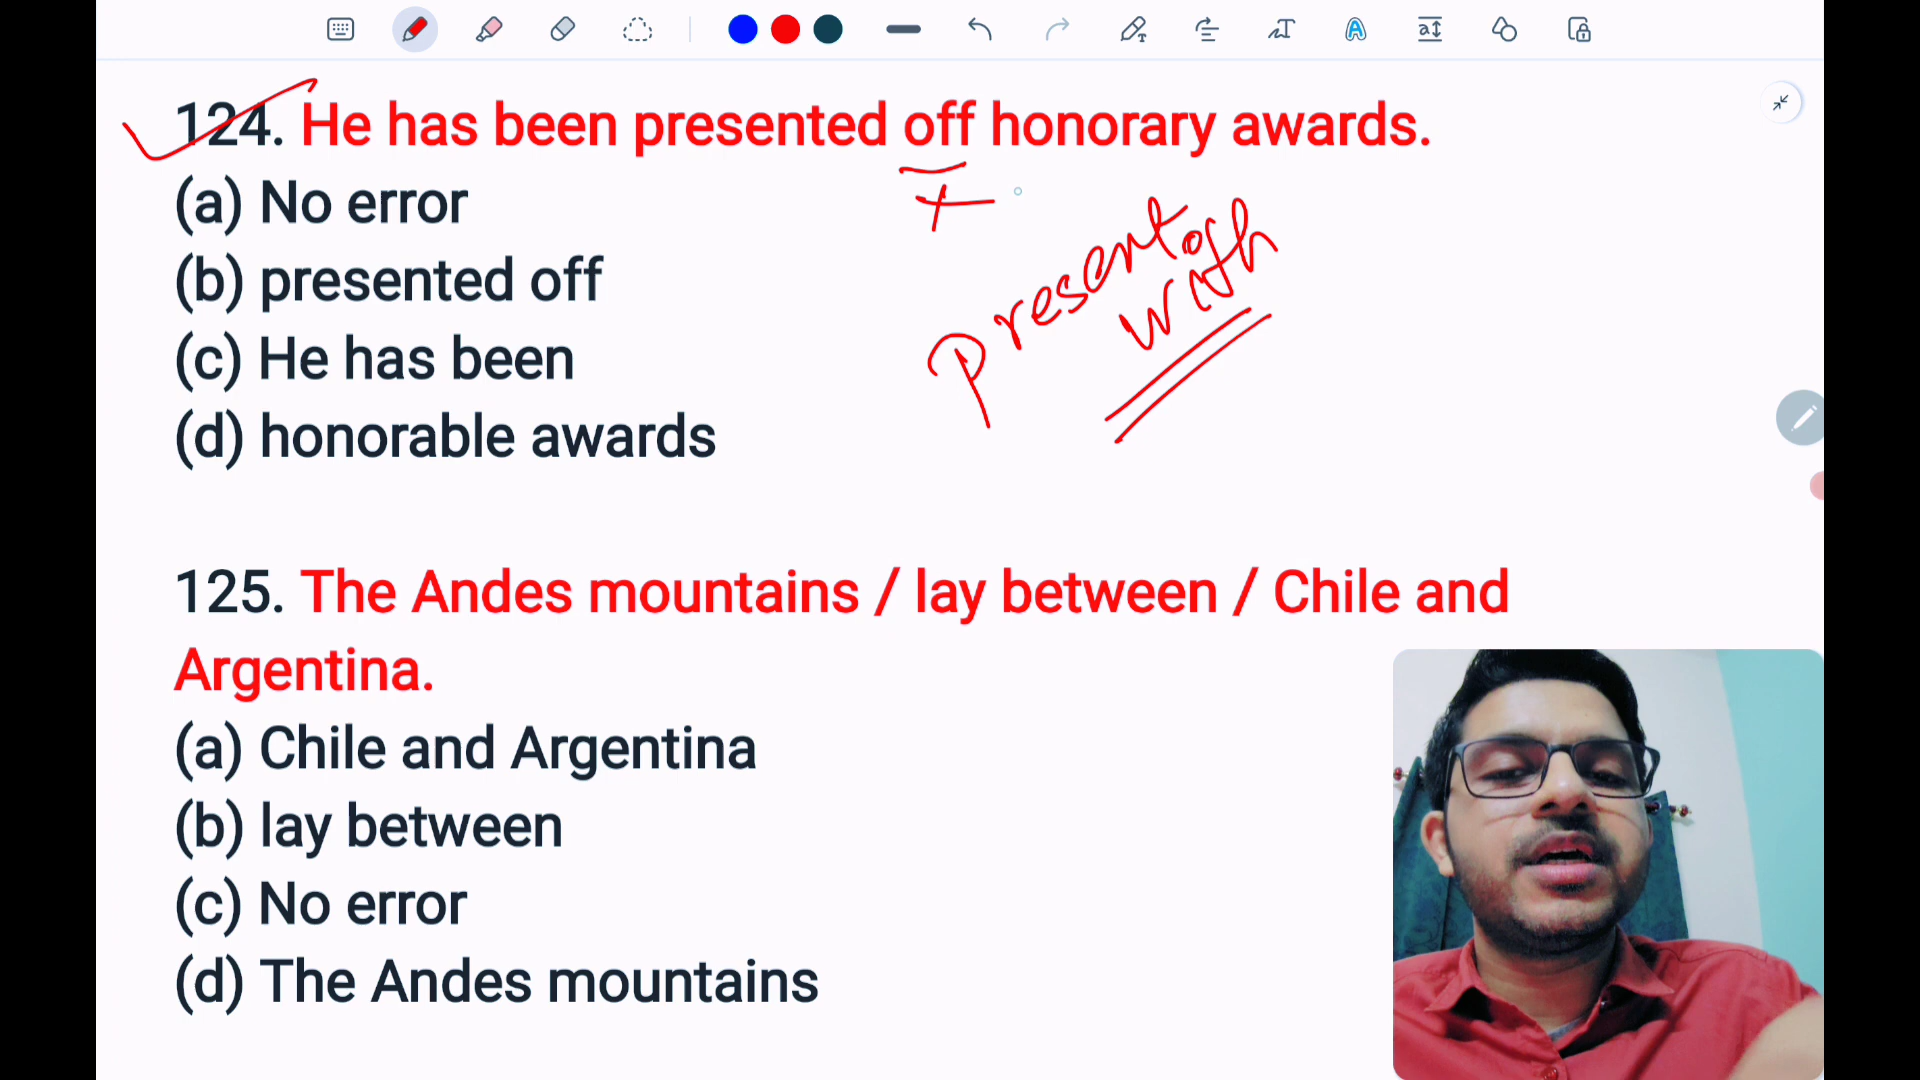 124. He has been presented off honorary awards.
(a) No error
(b) presented off
(c) He has been
(d) honorable awards
Present
with
125. The Andes mountains / lay between / Chile and
Argentina.
(a) Chile and Argentina
(b) lay between
(c) No error
(d) The Andes mountains